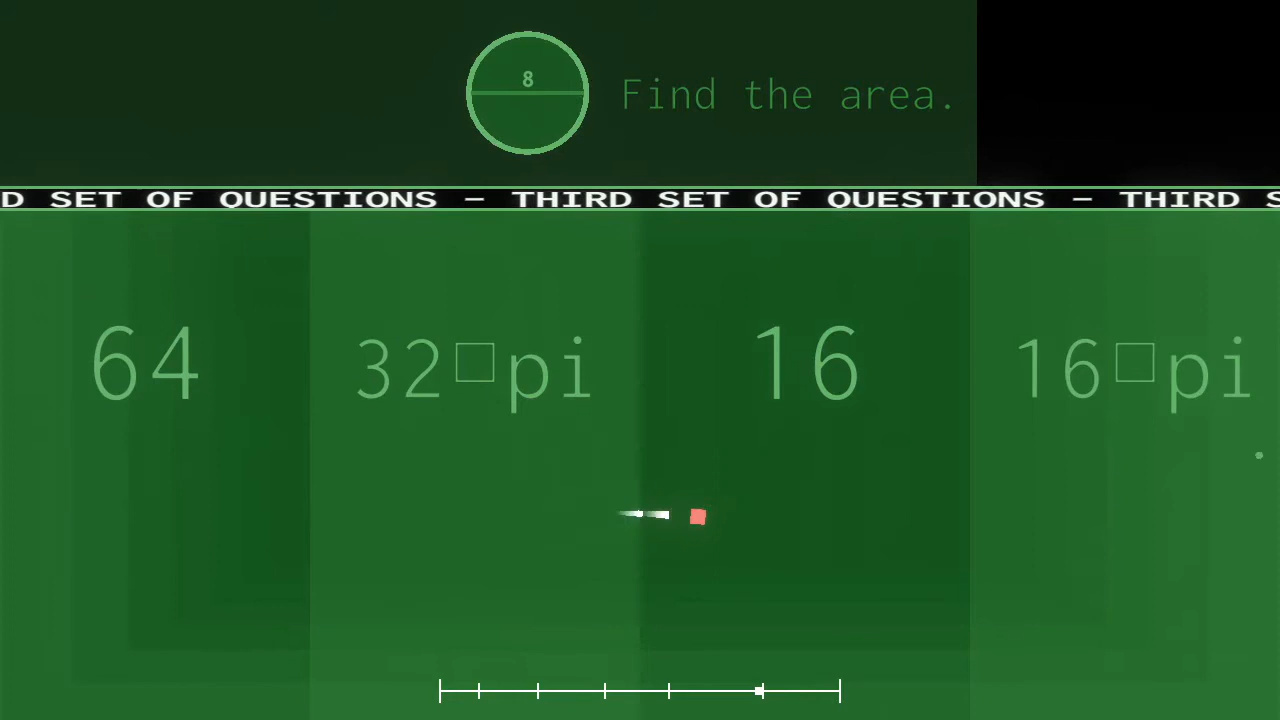 8
Find the area.
D SET OF QUESTIONS — THIRD SET OF QUESTIONS — THIRD S
64
32□pi
16
16□pi